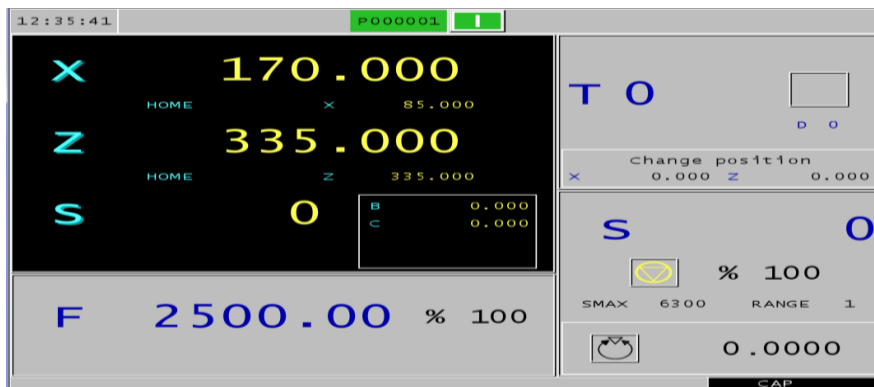 12:35:41 P000001
X 170.000
HOME X 85.000
Z 335.000
HOME Z 335.000
S 0
B 0.000
C 0.000
F 2500.00 % 100
T 0
D 0
Change position
X 0.000 Z 0.000
S 0
% 100
SMAX 6300 RANGE 1
0.0000
CAP